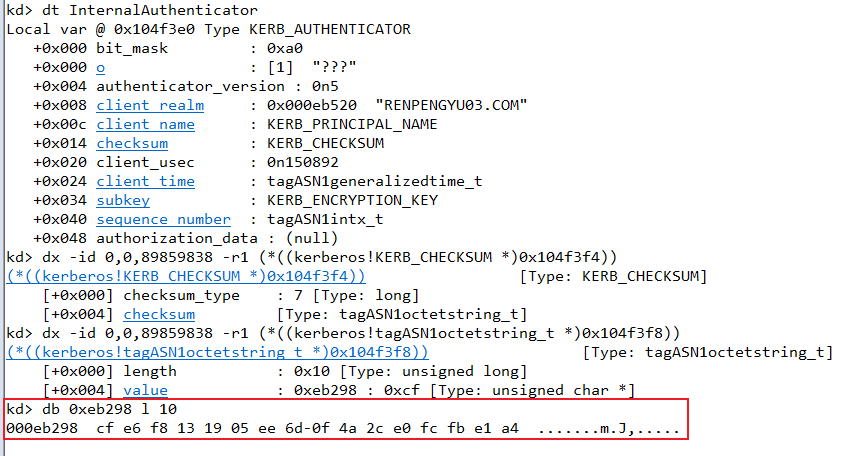 kd> dt InternalAuthenticator
Local var @ 0x104f3e0 Type KERB_AUTHENTICATOR
   +0x000 bit_mask         : 0xa0
   +0x000 o                : [1]  "???"
   +0x004 authenticator_version : 0n5
   +0x008 client_realm     : 0x000eb520  "RENPENGYU03.COM"
   +0x00c client_name      : KERB_PRINCIPAL_NAME
   +0x014 checksum         : KERB_CHECKSUM
   +0x020 client_usec      : 0n150892
   +0x024 client_time      : tagASN1generalizedtime_t
   +0x034 subkey           : KERB_ENCRYPTION_KEY
   +0x040 sequence_number  : tagASN1intx_t
   +0x048 authorization_data : (null)
kd> dx -id 0,0,89859838 -r1 (*((kerberos!KERB_CHECKSUM *)0x104f3f4))
(*((kerberos!KERB_CHECKSUM *)0x104f3f4))                 [Type: KERB_CHECKSUM]
    [+0x000] checksum_type    : 7 [Type: long]
    [+0x004] checksum         [Type: tagASN1octetstring_t]
kd> dx -id 0,0,89859838 -r1 (*((kerberos!tagASN1octetstring_t *)0x104f3f8))
(*((kerberos!tagASN1octetstring_t *)0x104f3f8))                 [Type: tagASN1octetstring_t]
    [+0x000] length           : 0x10 [Type: unsigned long]
    [+0x004] value            : 0xeb298 : 0xcf [Type: unsigned char *]
kd> db 0xeb298 l 10
000eb298  cf e6 f8 13 19 05 ee 6d-0f 4a 2c e0 fc fb e1 a4  .......m.J,.....